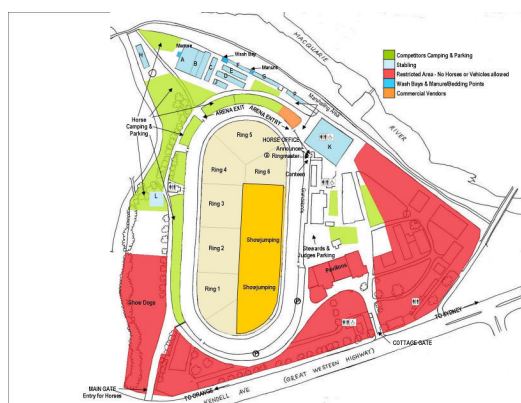 Competitors Camping & Parking
Stabling
Restricted Area - No Horses or Vehicles allowed
Wash Bays & Manure/Bedding Points
Commercial Vendors
MACQUARIE
RIVER
Manure
Wash Bay
Manure
A
B
C
D
E
F
G
K
L
Marshalling Area
ARENA EXIT
ARENA ENTRY
Horse
Camping &
Parking
HORSE OFFICE
Announcer
Ringmaster
Canteen
Grandstand
Ring 5
Ring 4
Ring 6
Ring 3
Ring 2
Ring 1
Showjumping
Showjumping
Stewards &
Judges Parking
Pavilions
Show Dogs
P
P
TO SYDNEY
COTTAGE GATE
MAIN GATE
Entry for Horses
TO ORANGE
KENDELL AVE (GREAT WESTERN HIGHWAY)